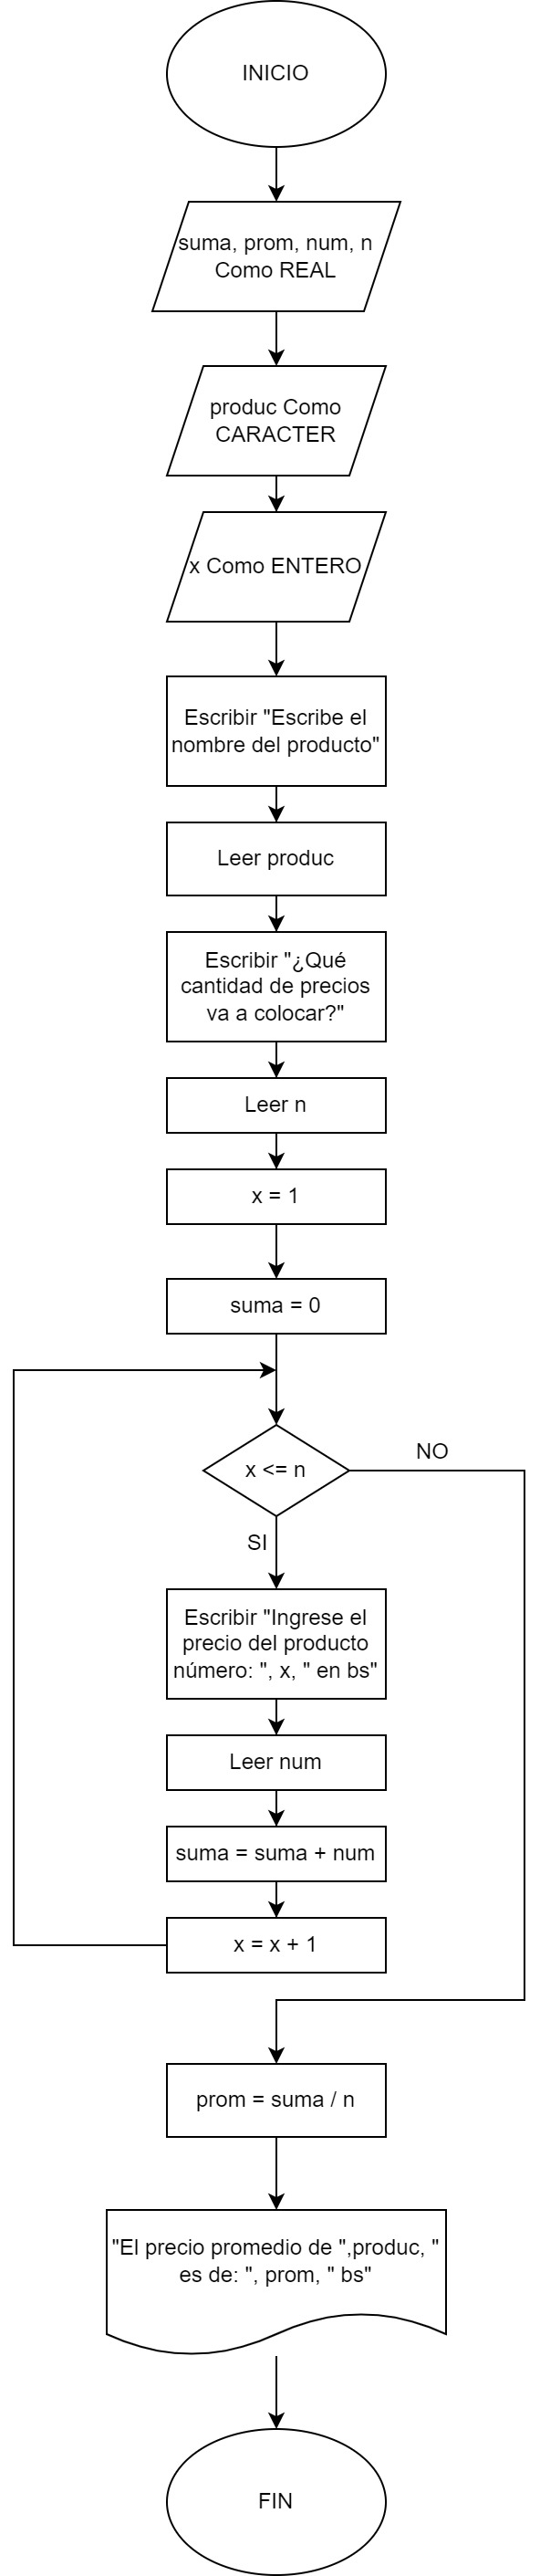 INICIO
suma, prom, num, n
Como REAL
produc Como
CARACTER
x Como ENTERO
Escribir "Escribe el
nombre del producto"
Leer produc
Escribir "¿Qué
cantidad de precios
va a colocar?"
Leer n
x = 1
suma = 0
x <= n
NO
SI
Escribir "Ingrese el
precio del producto
número: ", x, " en bs"
Leer num
suma = suma + num
x = x + 1
prom = suma / n
"El precio promedio de ",produc, "
es de: ", prom, " bs"
FIN